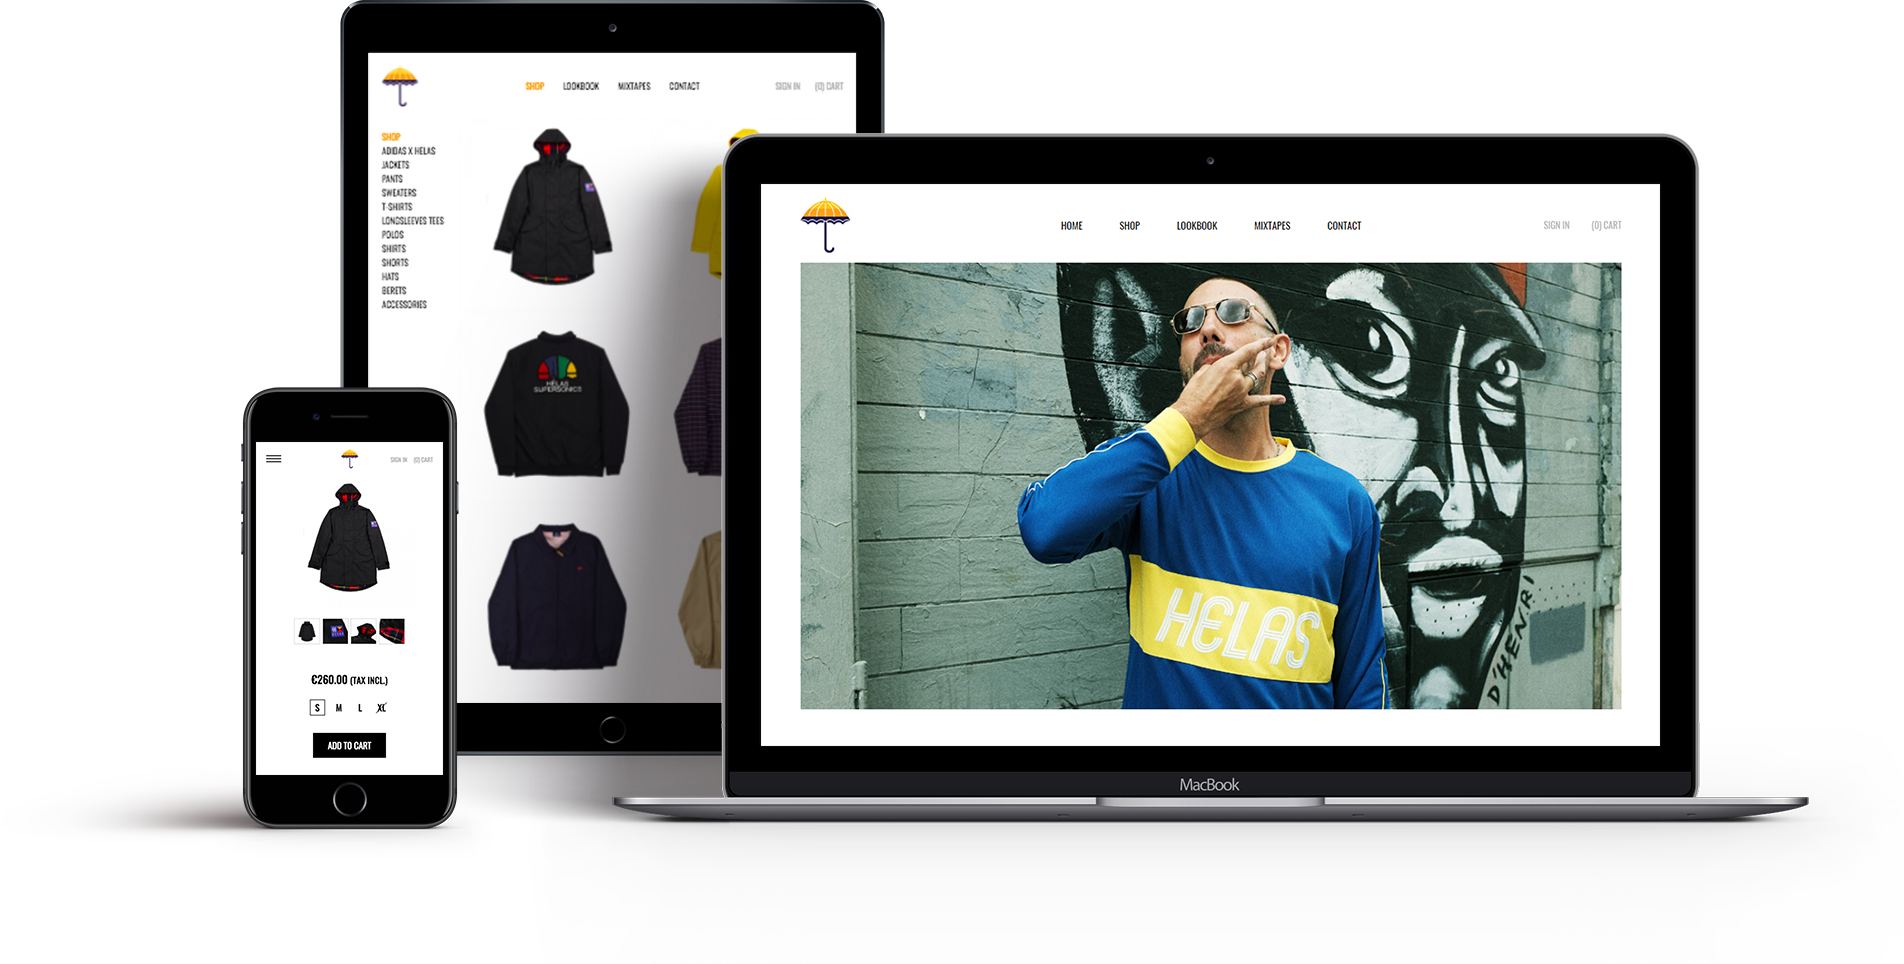 SHOP LOOKBOOK MIXTAPES CONTACT SIGN IN (0) CART
SHOP
ADIDAS X HELAS
JACKETS
PANTS
SWEATERS
T-SHIRTS
LONGSLEEVES TEES
POLOS
SHIRTS
SHORTS
HATS
BERETS
ACCESSORIES
HELAS
SUPERSONICS
HOME SHOP LOOKBOOK MIXTAPES CONTACT SIGN IN (0) CART
HELAS
D'HENRI
MacBook
SIGN IN (0) CART
€260.00 (TAX INCL.)
S M L XL
ADD TO CART